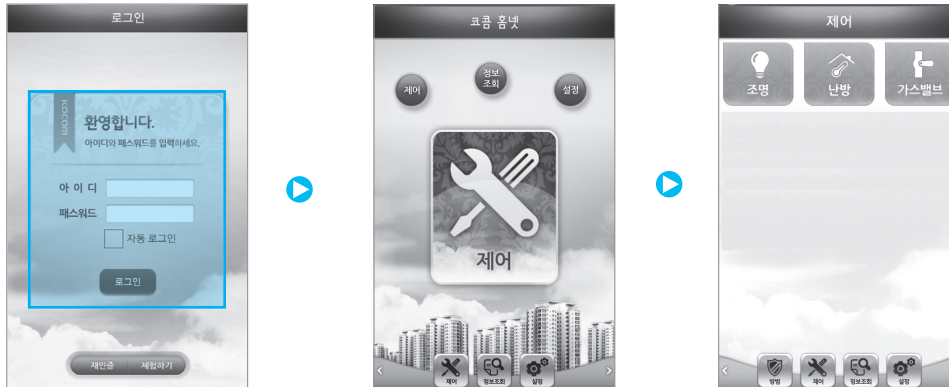 로그인
KOCOM
환영합니다.
아이디와 패스워드를 입력하세요.
아 이 디
패스워드
자동 로그인
로그인
재인증
체험하기
코콤 홈넷
제어
정보
조회
설정
제어
제어
정보조회
설정
제어
조명
난방
가스밸브
방범
제어
정보조회
설정